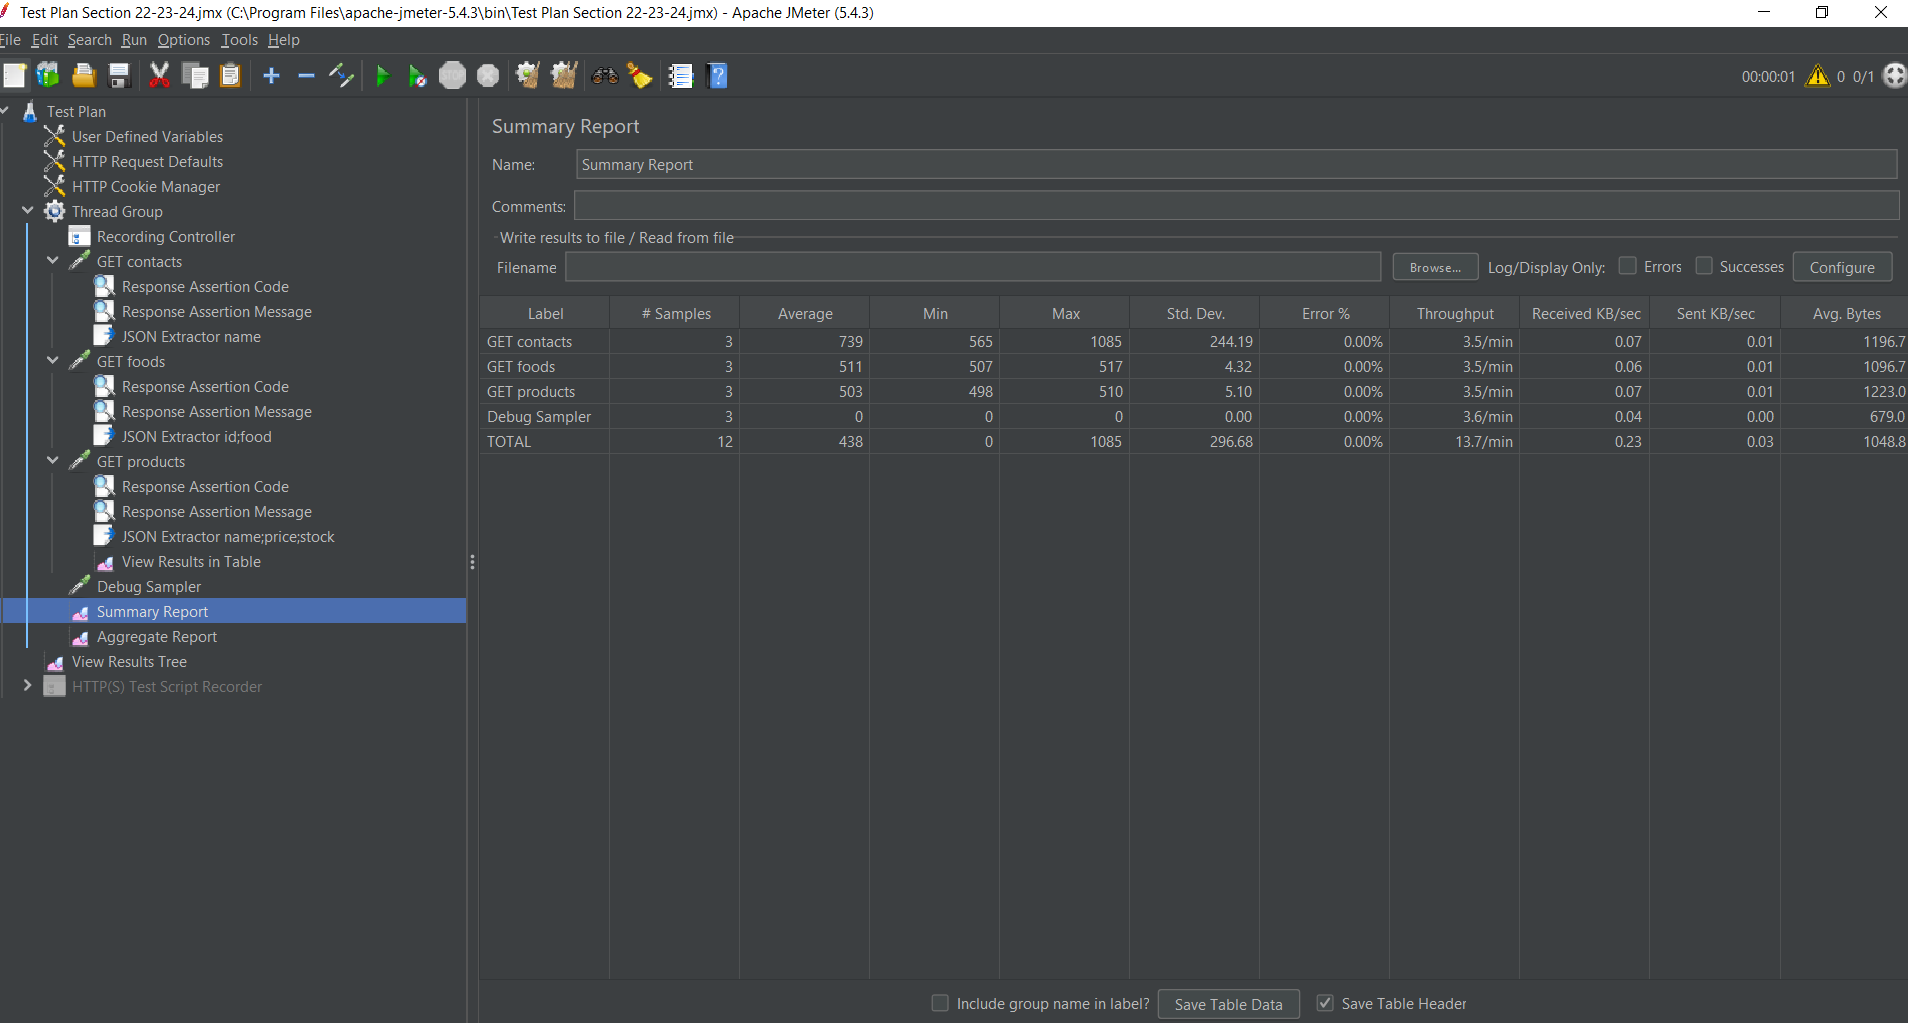 Test Plan Section 22-23-24.jmx (C:\Program Files\apache-jmeter-5.4.3\bin\Test Plan Section 22-23-24.jmx) - Apache JMeter (5.4.3)
File Edit Search Run Options Tools Help
STOP 00:00:01 0 0/1
Test Plan
User Defined Variables
HTTP Request Defaults
HTTP Cookie Manager
Thread Group
Recording Controller
GET contacts
Response Assertion Code
Response Assertion Message
JSON Extractor name
GET foods
Response Assertion Code
Response Assertion Message
JSON Extractor id;food
GET products
Response Assertion Code
Response Assertion Message
JSON Extractor name;price;stock
View Results in Table
Debug Sampler
Summary Report
Aggregate Report
View Results Tree
HTTP(S) Test Script Recorder
Summary Report
Name: Summary Report
Comments:
Write results to file / Read from file
Filename Browse... Log/Display Only: Errors Successes Configure
Label # Samples Average Min Max Std. Dev. Error % Throughput Received KB/sec Sent KB/sec Avg. Bytes
GET contacts 3 739 565 1085 244.19 0.00% 3.5/min 0.07 0.01 1196.7
GET foods 3 511 507 517 4.32 0.00% 3.5/min 0.06 0.01 1096.7
GET products 3 503 498 510 5.10 0.00% 3.5/min 0.07 0.01 1223.0
Debug Sampler 3 0 0 0 0.00 0.00% 3.6/min 0.04 0.00 679.0
TOTAL 12 438 0 1085 296.68 0.00% 13.7/min 0.23 0.03 1048.8
Include group name in label? Save Table Data Save Table Header